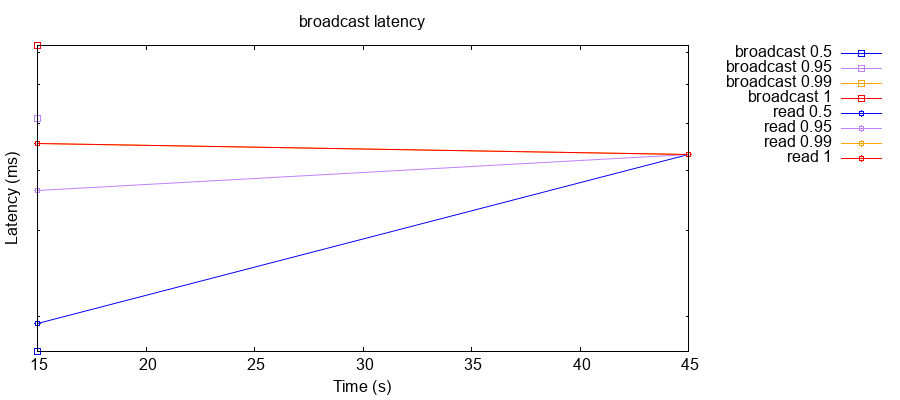 broadcast latency
broadcast 0.5
broadcast 0.95
broadcast 0.99
broadcast 1
read 0.5
read 0.95
read 0.99
read 1
Latency (ms)
15 20 25 30 35 40 45
Time (s)